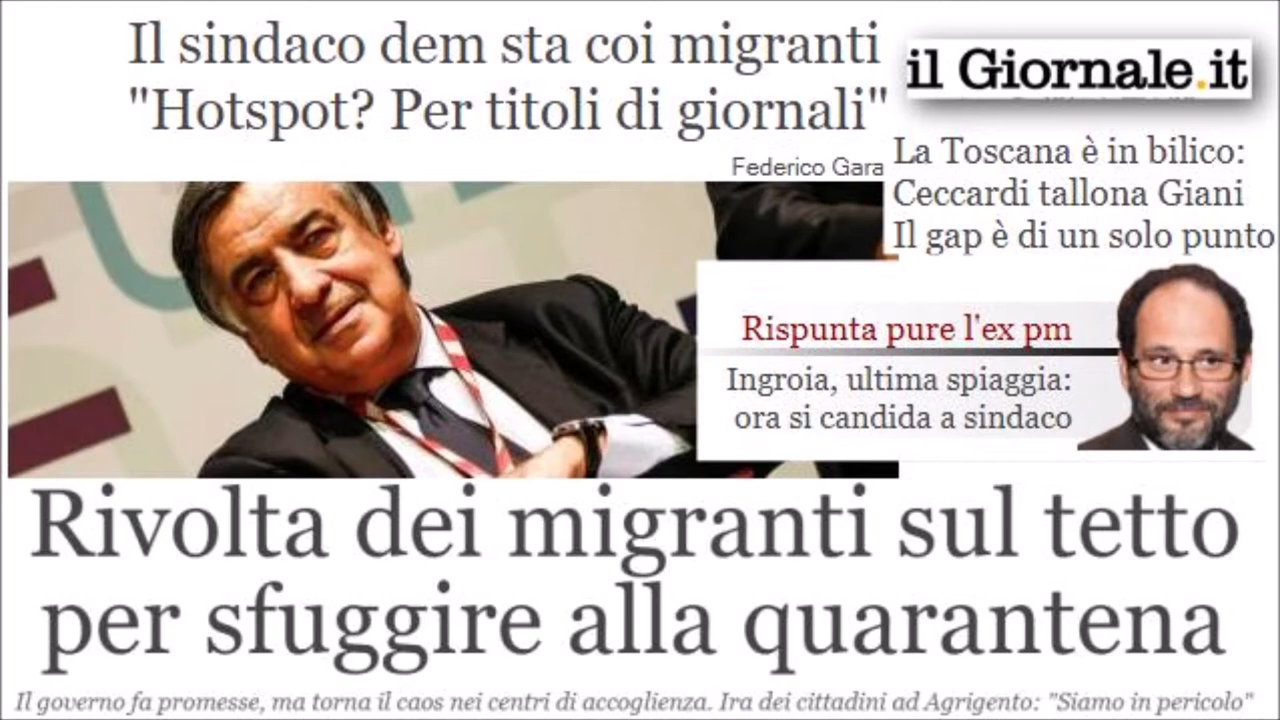 Il sindaco dem sta coi migranti
"Hotspot? Per titoli di giornali"
Federico Gara
il Giornale.it
La Toscana è in bilico:
Ceccardi tallona Giani
Il gap è di un solo punto
Rispunta pure l'ex pm
Ingroia, ultima spiaggia:
ora si candida a sindaco
Rivolta dei migranti sul tetto
per sfuggire alla quarantena
Il governo fa promesse, ma torna il caos nei centri di accoglienza. Ira dei cittadini ad Agrigento: "Siamo in pericolo"